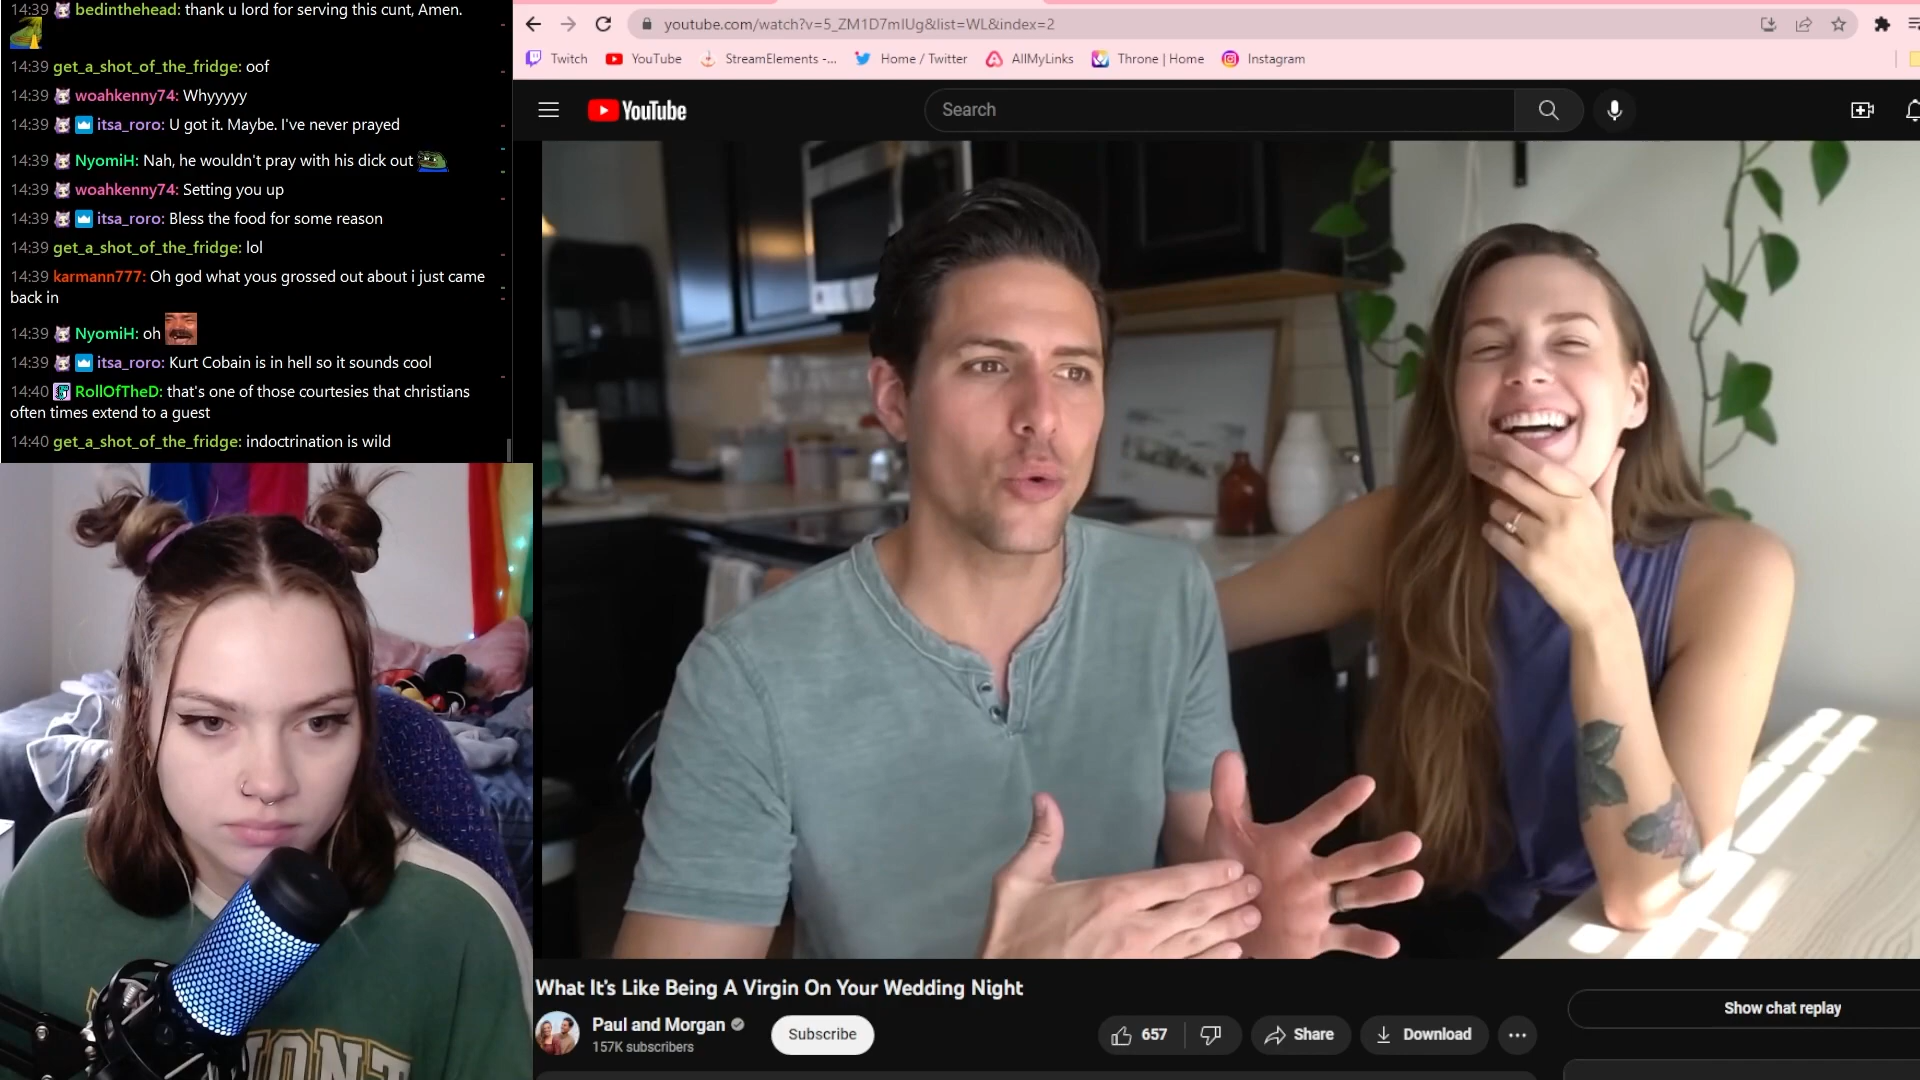 14:39 bedinthehead: thank u lord for serving this cunt, Amen.
14:39 get_a_shot_of_the_fridge: oof
14:39 woahkenny74: Whyyyyy
14:39 itsa_roro: U got it. Maybe. I've never prayed
14:39 NyomiH: Nah, he wouldn't pray with his dick out
14:39 woahkenny74: Setting you up
14:39 itsa_roro: Bless the food for some reason
14:39 get_a_shot_of_the_fridge: lol
14:39 karmann777: Oh god what yous grossed out about i just came
back in
14:39 NyomiH: oh
14:39 itsa_roro: Kurt Cobain is in hell so it sounds cool
14:40 RollOfTheD: that's one of those courtesies that christians
often times extend to a guest
14:40 get_a_shot_of_the_fridge: indoctrination is wild
youtube.com/watch?v=5_ZM1D7mIUg&list=WL&index=2
Twitch YouTube StreamElements -... Home / Twitter AllMyLinks Throne | Home Instagram
YouTube
Search
What It's Like Being A Virgin On Your Wedding Night
Paul and Morgan
157K subscribers
Subscribe
657
Share
Download
Show chat replay